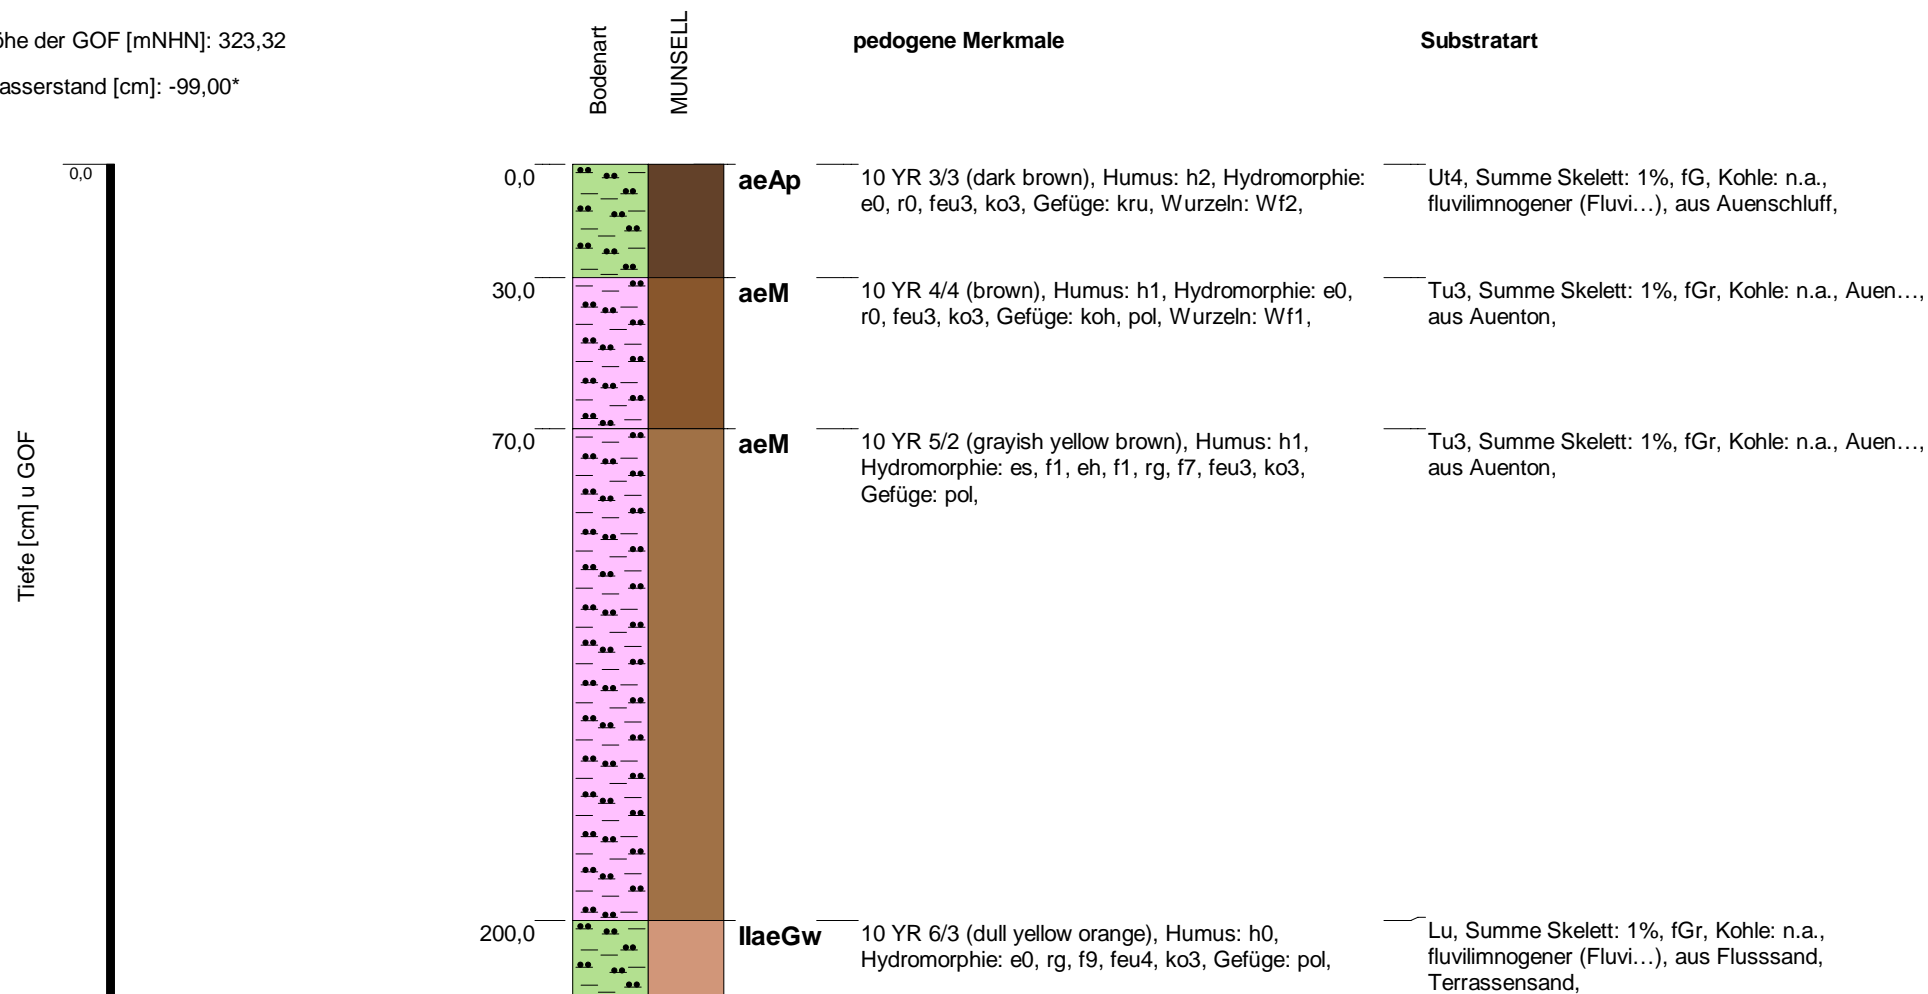 öhe der GOF [mNHN]: 323,32
asserstand [cm]: -99,00*
Bodenart
MUNSELL
pedogene Merkmale
Substratart
Tiefe [cm] u GOF
0,0
0,0
aeAp
10 YR 3/3 (dark brown), Humus: h2, Hydromorphie:
e0, r0, feu3, ko3, Gefüge: kru, Wurzeln: Wf2,
Ut4, Summe Skelett: 1%, fG, Kohle: n.a.,
fluvilimnogener (Fluvi…), aus Auenschluff,
30,0
aeM
10 YR 4/4 (brown), Humus: h1, Hydromorphie: e0,
r0, feu3, ko3, Gefüge: koh, pol, Wurzeln: Wf1,
Tu3, Summe Skelett: 1%, fGr, Kohle: n.a., Auen…,
aus Auenton,
70,0
aeM
10 YR 5/2 (grayish yellow brown), Humus: h1,
Hydromorphie: es, f1, eh, f1, rg, f7, feu3, ko3,
Gefüge: pol,
Tu3, Summe Skelett: 1%, fGr, Kohle: n.a., Auen…,
aus Auenton,
200,0
IIaeGw
10 YR 6/3 (dull yellow orange), Humus: h0,
Hydromorphie: e0, rg, f9, feu4, ko3, Gefüge: pol,
Lu, Summe Skelett: 1%, fGr, Kohle: n.a.,
fluvilimnogener (Fluvi…), aus Flusssand,
Terrassensand,